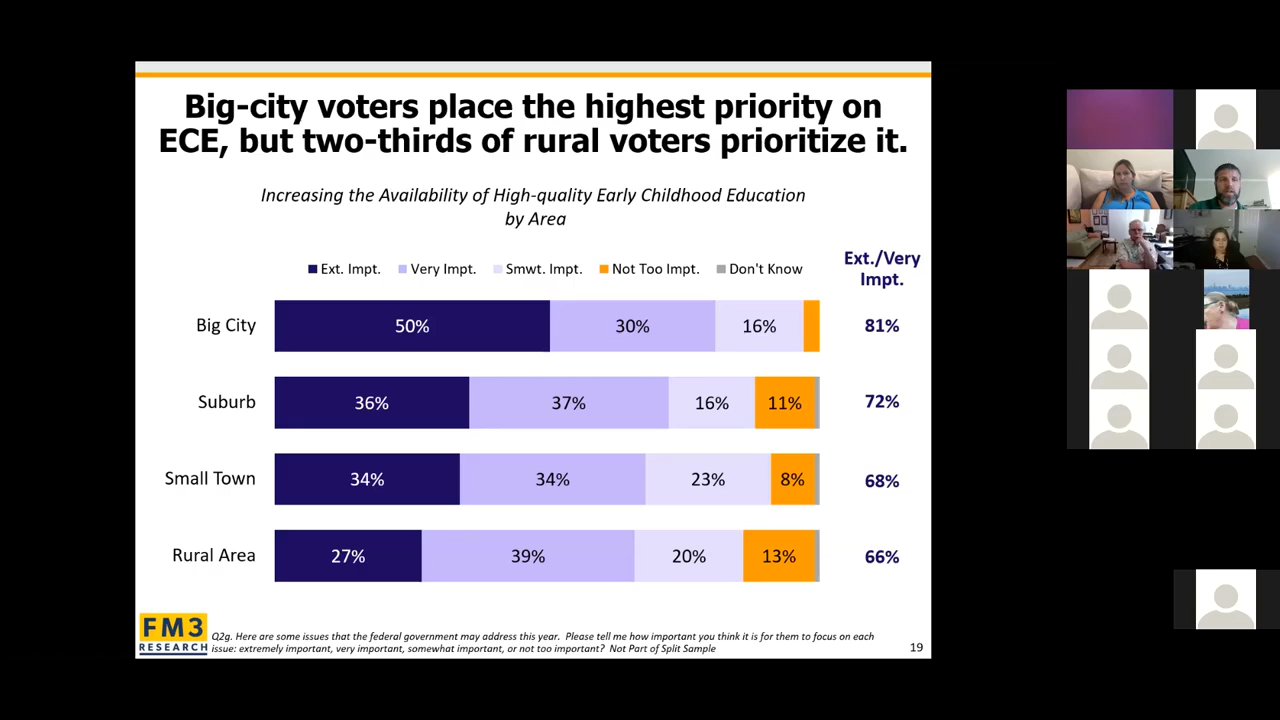 Big-city voters place the highest priority on
ECE, but two-thirds of rural voters prioritize it.
Increasing the Availability of High-quality Early Childhood Education
by Area
Ext. Impt. Very Impt. Smwt. Impt. Not Too Impt. Don't Know
Ext./Very
Impt.
Big City 50% 30% 16% 81%
Suburb 36% 37% 16% 11% 72%
Small Town 34% 34% 23% 8% 68%
Rural Area 27% 39% 20% 13% 66%
FM3
RESEARCH
Q2g. Here are some issues that the federal government may address this year. Please tell me how important you think it is for them to focus on each
issue: extremely important, very important, somewhat important, or not too important? Not Part of Split Sample
19